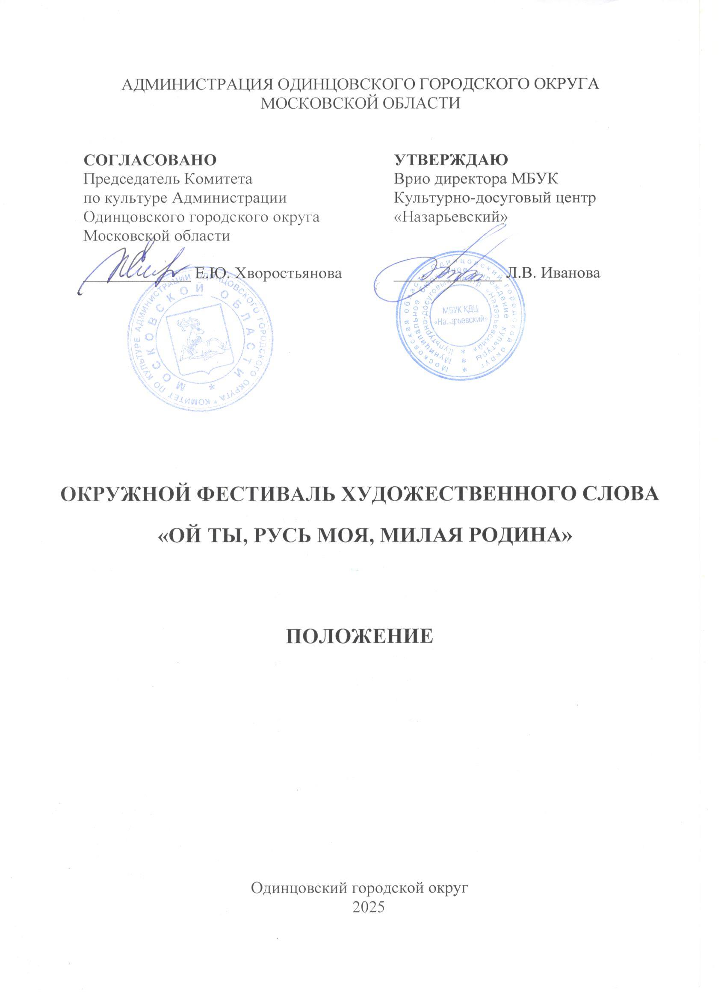 АДМИНИСТРАЦИЯ ОДИНЦОВСКОГО ГОРОДСКОГО ОКРУГА
МОСКОВСКОЙ ОБЛАСТИ
СОГЛАСОВАНО
Председатель Комитета
по культуре Администрации
Одинцовского городского округа
Московской области
Е.Ю. Хворостьянова
УТВЕРЖДАЮ
Врио директора МБУК
Культурно-досуговый центр
«Назарьевский»
Л.В. Иванова
КОМИТЕТ ПО КУЛЬТУРЕ АДМИНИСТРАЦИИ ОДИНЦОВСКОГО ГОРОДСКОГО ОКРУГА *
МОСКОВСКОЙ ОБЛАСТИ *
Московская область Одинцовский городской округ *
Муниципальное бюджетное учреждение культуры *
Культурно-досуговый центр «Назарьевский» *
МБУК КДЦ
«Назарьевский»
ОКРУЖНОЙ ФЕСТИВАЛЬ ХУДОЖЕСТВЕННОГО СЛОВА
«ОЙ ТЫ, РУСЬ МОЯ, МИЛАЯ РОДИНА»
ПОЛОЖЕНИЕ
Одинцовский городской округ
2025